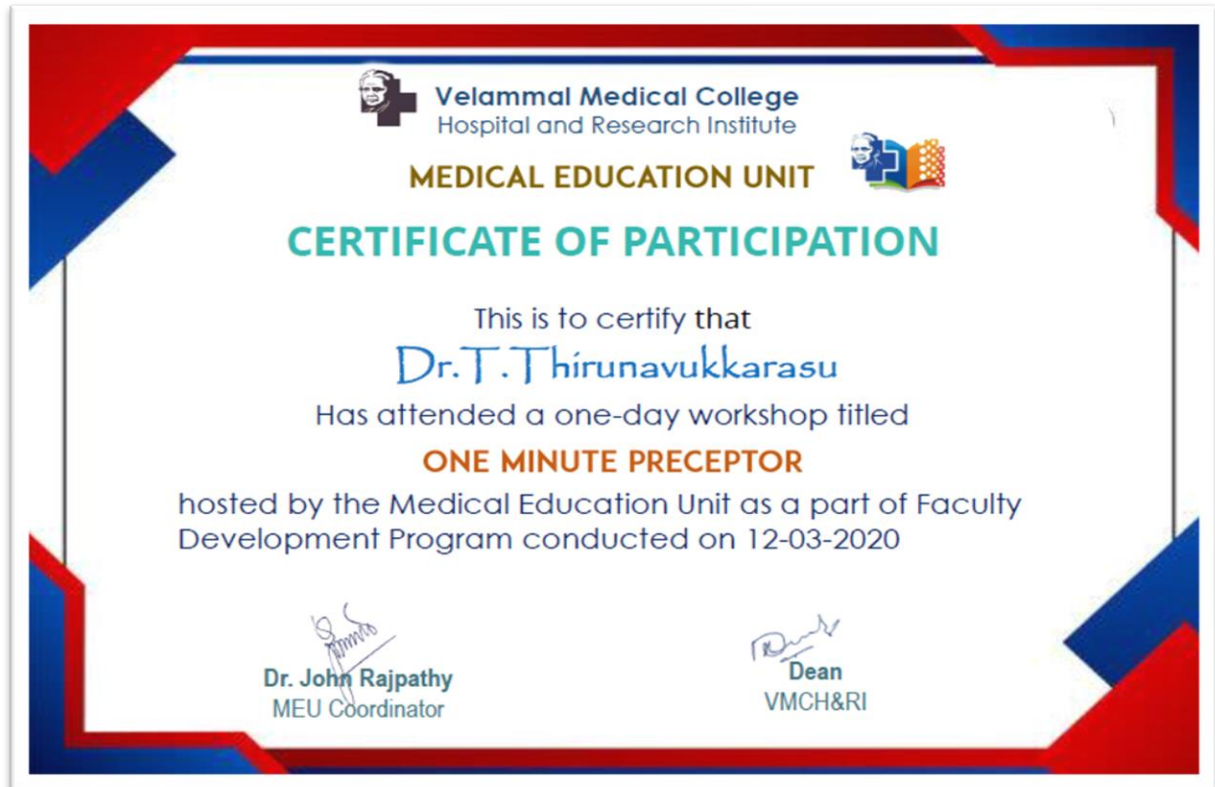 Velammal Medical College
Hospital and Research Institute
MEDICAL EDUCATION UNIT
CERTIFICATE OF PARTICIPATION
This is to certify that
Dr.T.Thirunavukkarasu
Has attended a one-day workshop titled
ONE MINUTE PRECEPTOR
hosted by the Medical Education Unit as a part of Faculty
Development Program conducted on 12-03-2020
Dr. John Rajpathy
MEU Coordinator
Dean
VMCH&RI